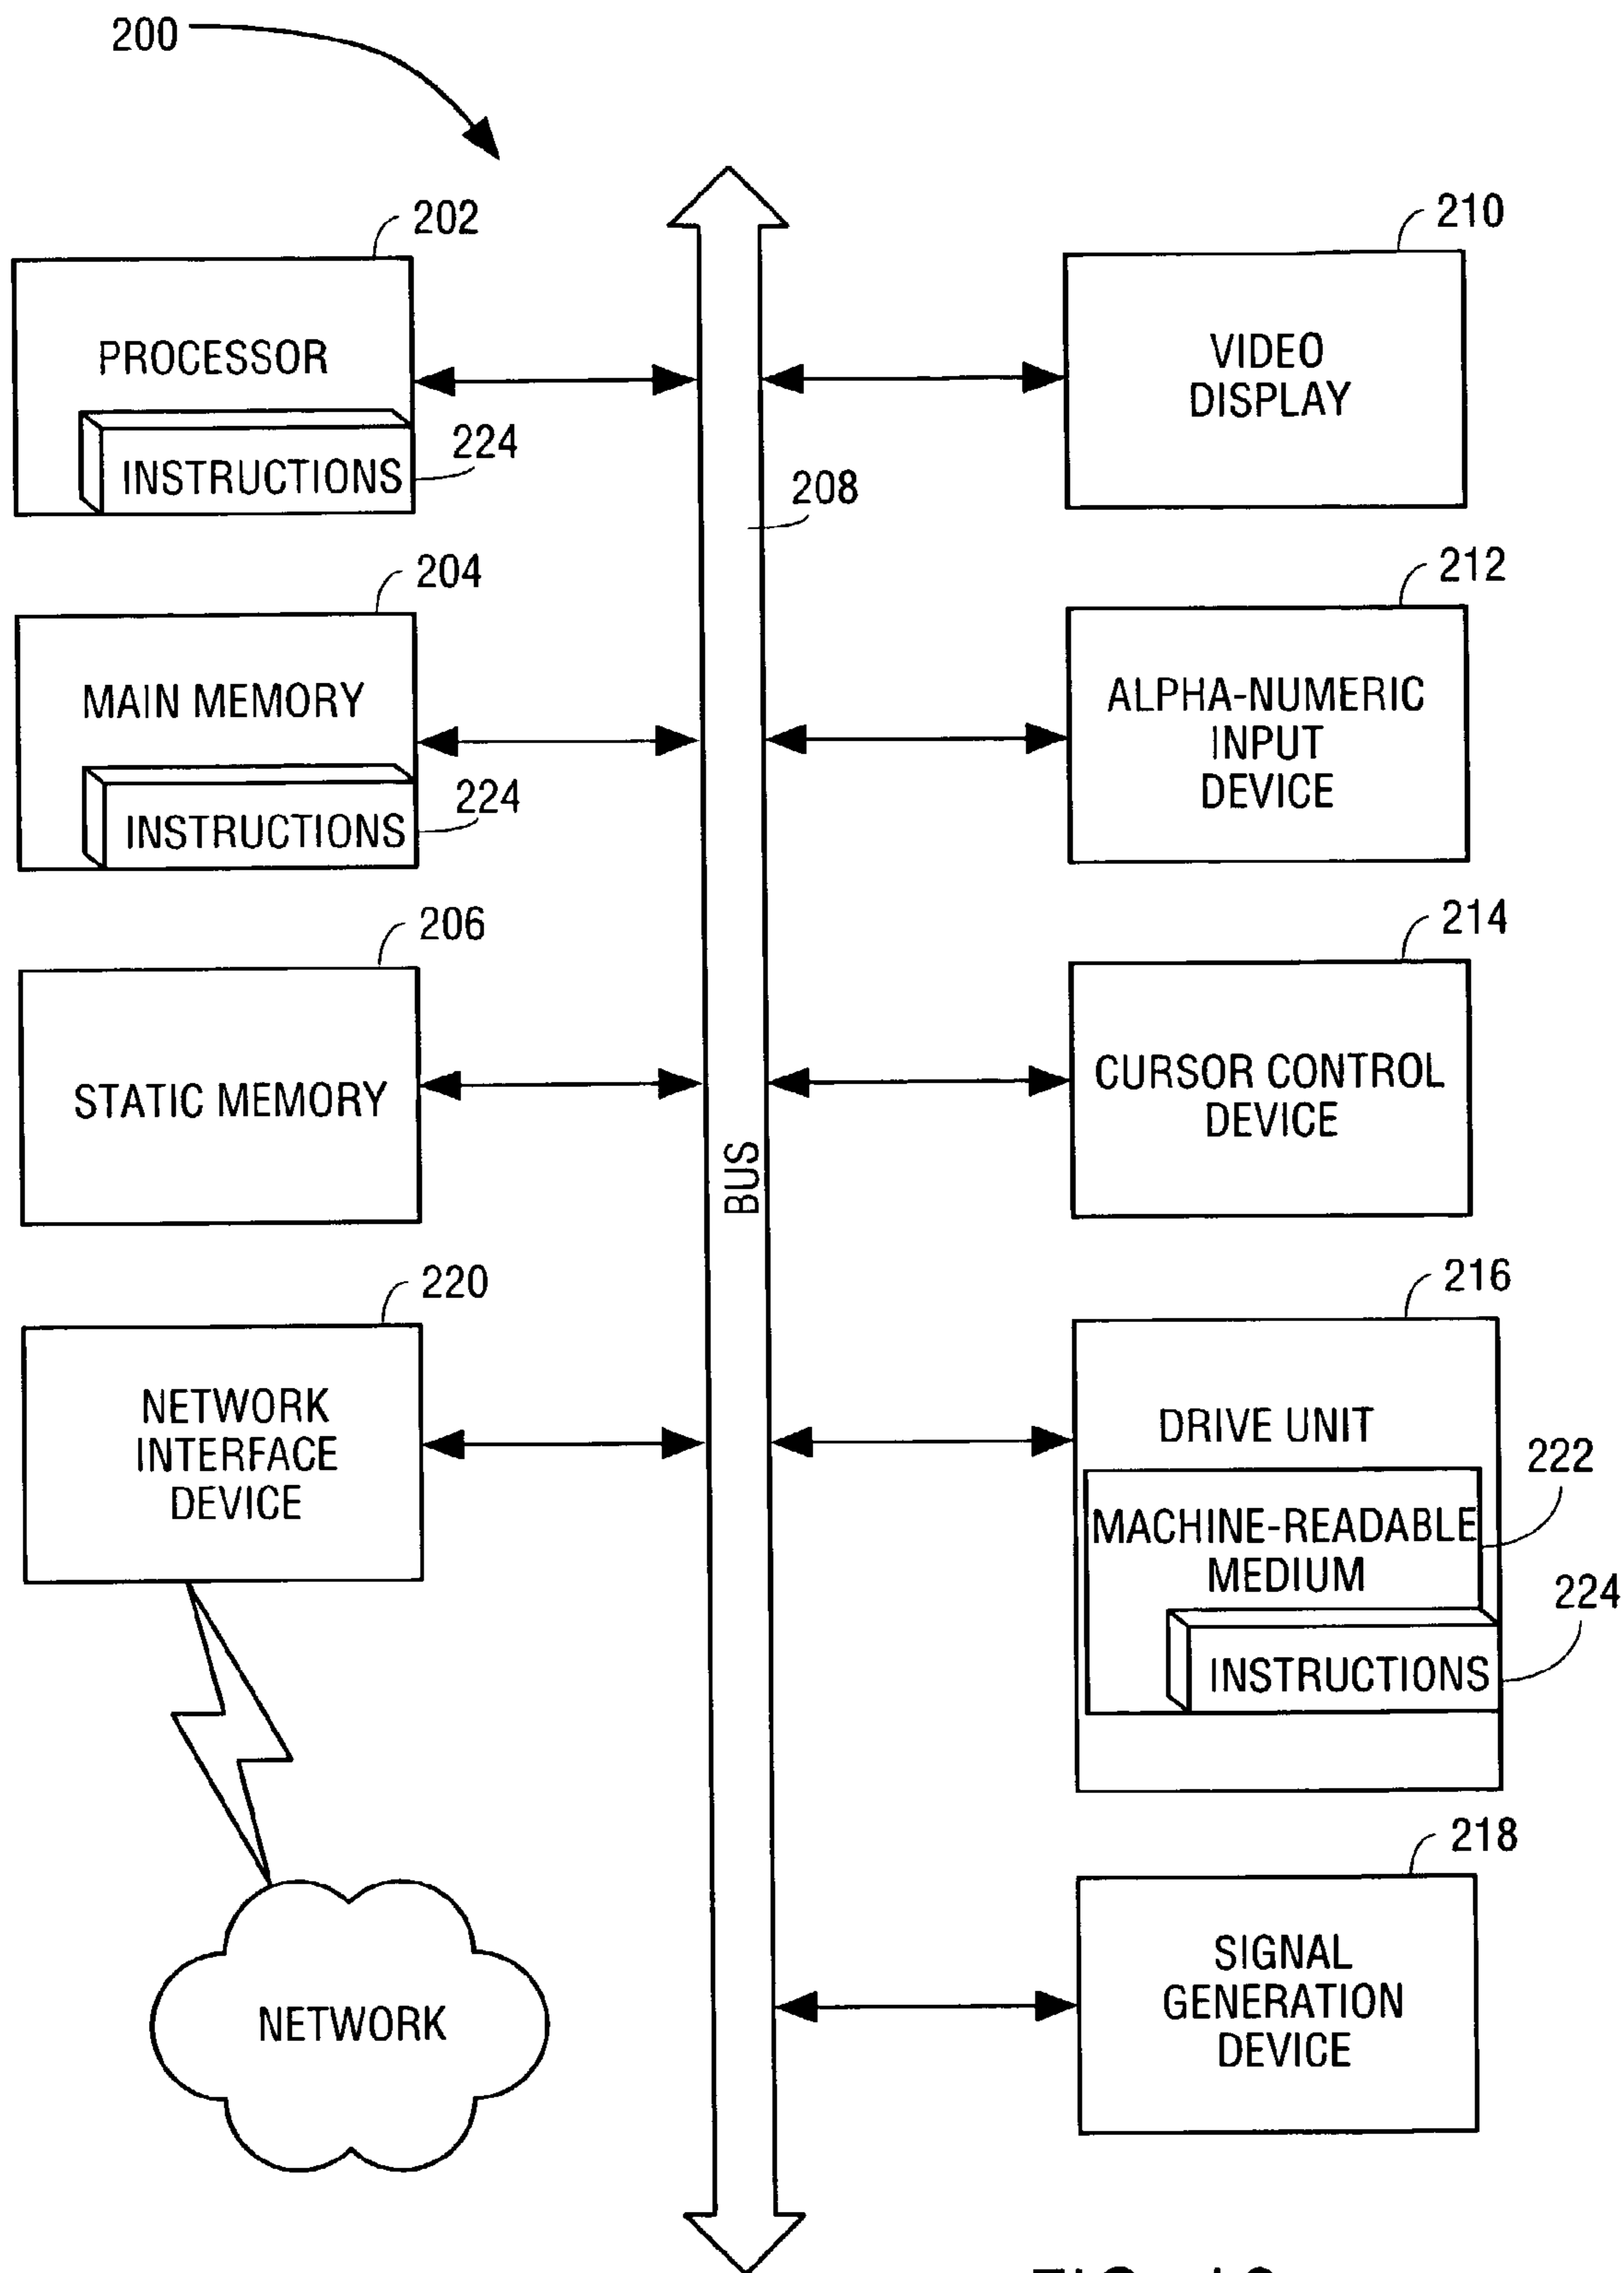 200
202
PROCESSOR
224
INSTRUCTIONS
204
MAIN MEMORY
224
INSTRUCTIONS
206
STATIC MEMORY
220
NETWORK
INTERFACE
DEVICE
NETWORK
208
BUS
210
VIDEO
DISPLAY
212
ALPHA-NUMERIC
INPUT
DEVICE
214
CURSOR CONTROL
DEVICE
216
DRIVE UNIT
222
MACHINE-READABLE
MEDIUM
224
INSTRUCTIONS
218
SIGNAL
GENERATION
DEVICE